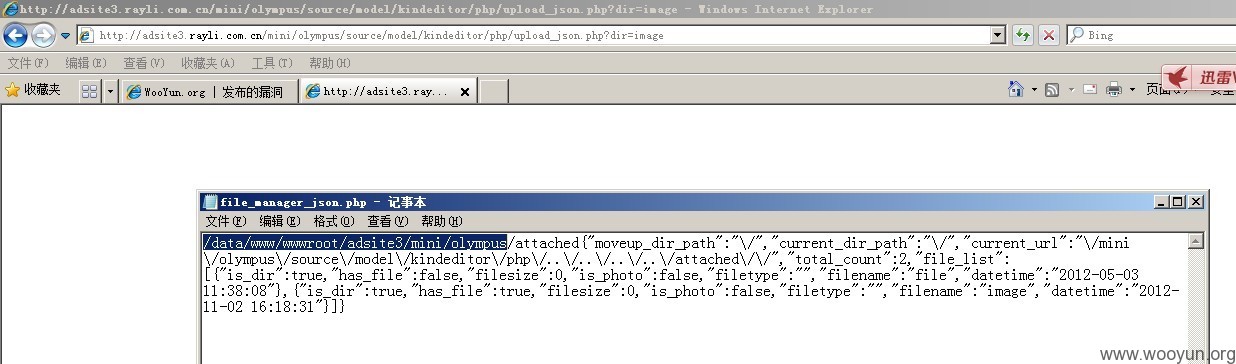 http://adsite3.rayli.com.cn/mini/olympus/source/model/kindeditor/php/upload_json.php?dir=image - Windows Internet Explorer
http://adsite3.rayli.com.cn/mini/olympus/source/model/kindeditor/php/upload_json.php?dir=image Bing
文件(F) 编辑(E) 查看(V) 收藏夹(A) 工具(T) 帮助(H)
迅雷
收藏夹 WooYun.org | 发布的漏洞 http://adsite3.ray...
file_manager_json.php - 记事本
文件(F) 编辑(E) 格式(O) 查看(V) 帮助(H)
/data/www/wwwroot/adsite3/mini/olympus/attached{"moveup_dir_path":"\/","current_dir_path":"\/","current_url":"\/mini
\/olympus\/source\/model\/kindeditor\/php\/..\/..\/..\/..\/attached\/\/","total_count":2,"file_list":
[{"is_dir":true,"has_file":false,"filesize":0,"is_photo":false,"filetype":"","filename":"file","datetime":"2012-05-03
11:38:08"},{"is_dir":true,"has_file":true,"filesize":0,"is_photo":false,"filetype":"","filename":"image","datetime":"2012-
11-02 16:18:31"}]}
www.wooyun.org